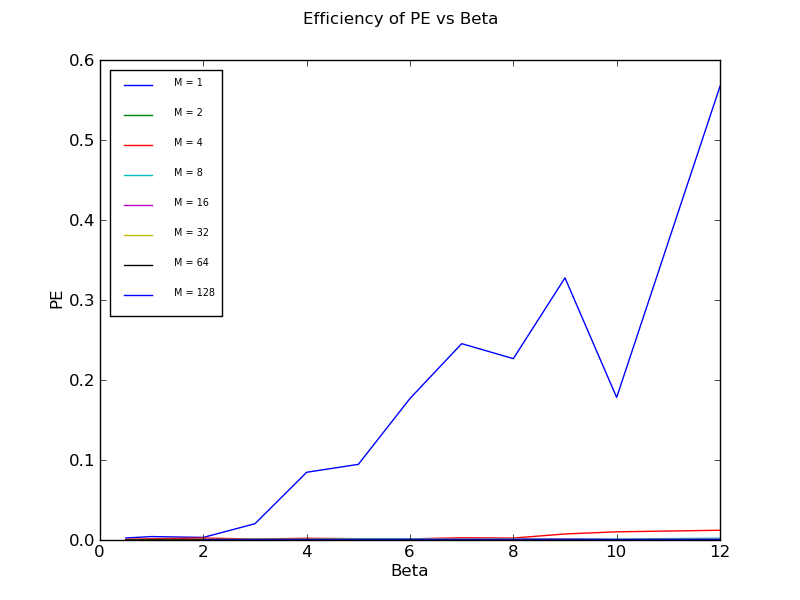 Efficiency of PE vs Beta
0.6
0.5
0.4
0.3
0.2
0.1
0.0
PE
M = 1
M = 2
M = 4
M = 8
M = 16
M = 32
M = 64
M = 128
0 2 4 6 8 10 12
Beta